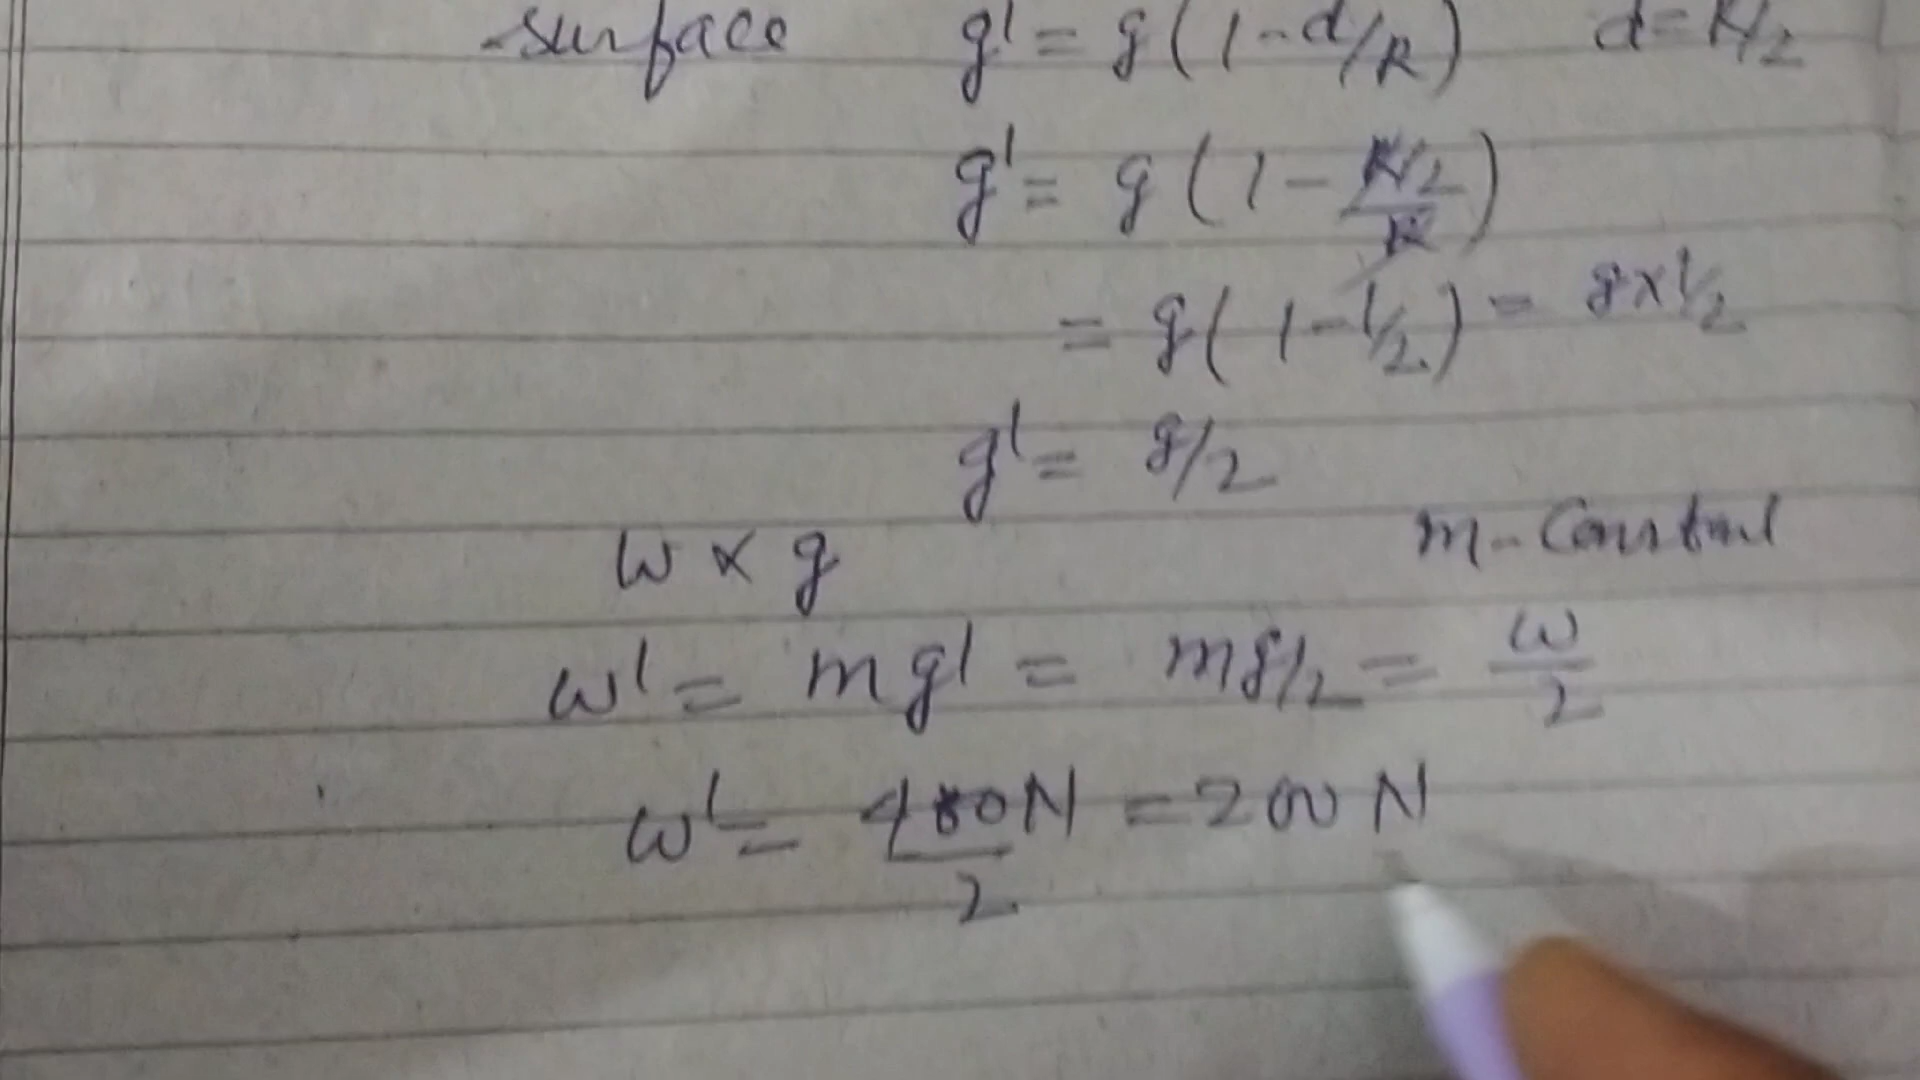 surface g' = g (1 - d/R) d = R/2
g' = g (1 - R/2 / R)
= g (1 - 1/2) = g x 1/2
g' = g/2
W ∝ g m - Constant
w' = mg' = mg/2 = w/2
w' = 400N/2 = 200 N